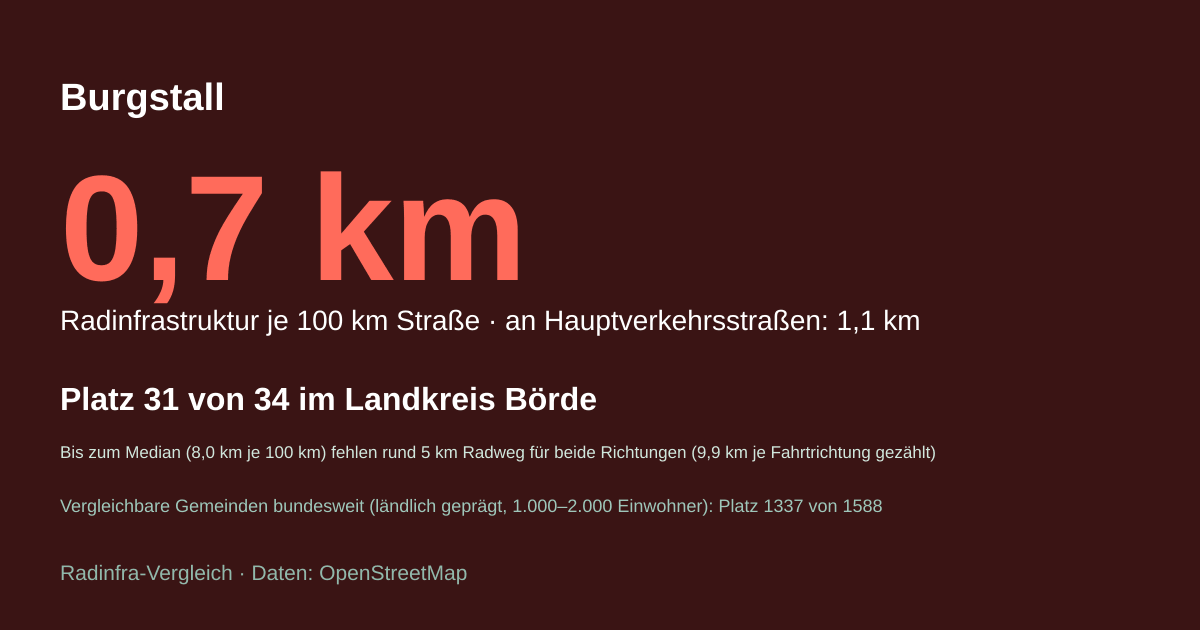 Burgstall
0,7 km
Radinfrastruktur je 100 km Straße · an Hauptverkehrsstraßen: 1,1 km
Platz 31 von 34 im Landkreis Börde
Bis zum Median (8,0 km je 100 km) fehlen rund 5 km Radweg für beide Richtungen (9,9 km je Fahrtrichtung gezählt)
Vergleichbare Gemeinden bundesweit (ländlich geprägt, 1.000–2.000 Einwohner): Platz 1337 von 1588
Radinfra-Vergleich · Daten: OpenStreetMap